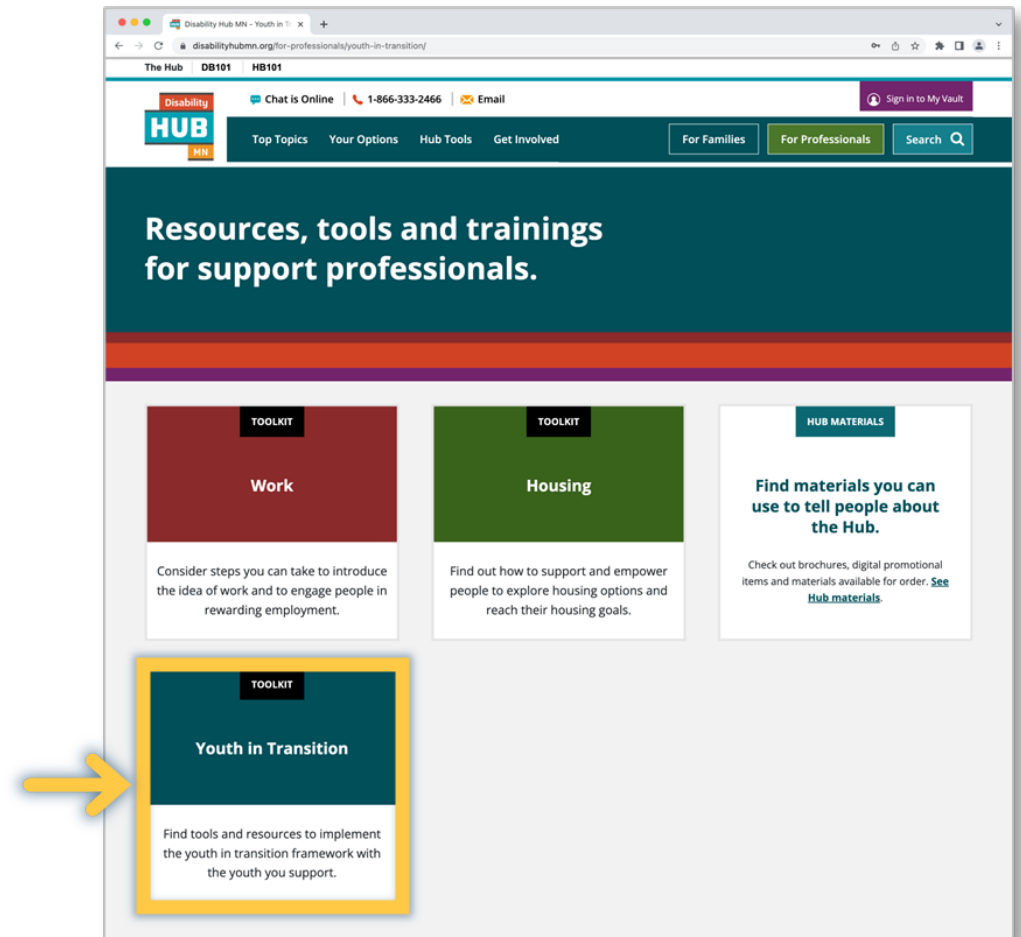 Disability Hub MN - Youth in Tr
disabilityhubmn.org/for-professionals/youth-in-transition/
The Hub DB101 HB101
Disability
HUB
MN
Chat is Online 1-866-333-2466 Email
Sign in to My Vault
Top Topics Your Options Hub Tools Get Involved For Families For Professionals Search
Resources, tools and trainings
for support professionals.
TOOLKIT
Work
Consider steps you can take to introduce
the idea of work and to engage people in
rewarding employment.
TOOLKIT
Housing
Find out how to support and empower
people to explore housing options and
reach their housing goals.
HUB MATERIALS
Find materials you can
use to tell people about
the Hub.
Check out brochures, digital promotional
items and materials available for order. See
Hub materials.
TOOLKIT
Youth in Transition
Find tools and resources to implement
the youth in transition framework with
the youth you support.